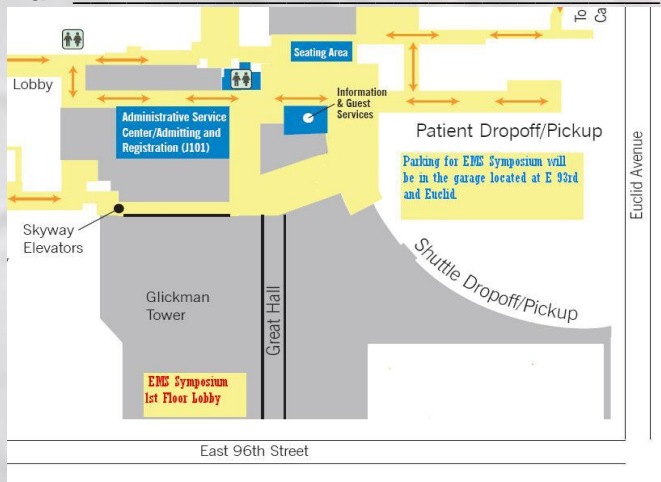 To
Ca
Seating Area
Lobby
Information
& Guest
Services
Administrative Service
Center/Admitting and
Registration (J101)
Patient Dropoff/Pickup
Parking for EMS Symposium will
be in the garage located at E 93rd
and Euclid.
Euclid Avenue
Skyway
Elevators
Shuttle Dropoff/Pickup
Glickman
Tower
Great Hall
EMS Symposium
1st Floor Lobby
East 96th Street